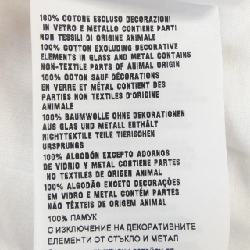 100% COTONE ESCLUSO DECORAZIONI
IN VETRO E METALLO CONTIENE PARTI
NON TESSILI DI ORIGINE ANIMALE
100% COTTON EXCLUDING DECORATIVE
ELEMENTS IN GLASS AND METAL CONTAINS
NON-TEXTILE PARTS OF ANIMAL ORIGIN
100% COTON SAUF DÉCORATIONS
EN VERRE ET MÉTAL CONTIENT DES
PARTIES NON TEXTILES D'ORIGINE
ANIMALE
100% BAUMWOLLE OHNE DEKORATIONEN
AUS GLAS UND METALL ENTHÄLT
NICHTTEXTILE TEILE TIERISCHEN
URSPRUNGS
100% ALGODÓN EXCEPTO ADORNOS
DE VIDRIO Y METAL CONTIENE PARTES
NO TEXTILES DE ORIGEN ANIMAL
100% ALGODÃO EXCETO DECORAÇÕES
EM VIDRO E METAL CONTÉM PARTES
NÃO TÊXTEIS DE ORIGEM ANIMAL
100% ПАМУК
С ИЗКЛЮЧЕНИЕ НА ДЕКОРАТИВНИТЕ
ЕЛЕМЕНТИ ОТ СТЪКЛО И МЕТАЛ